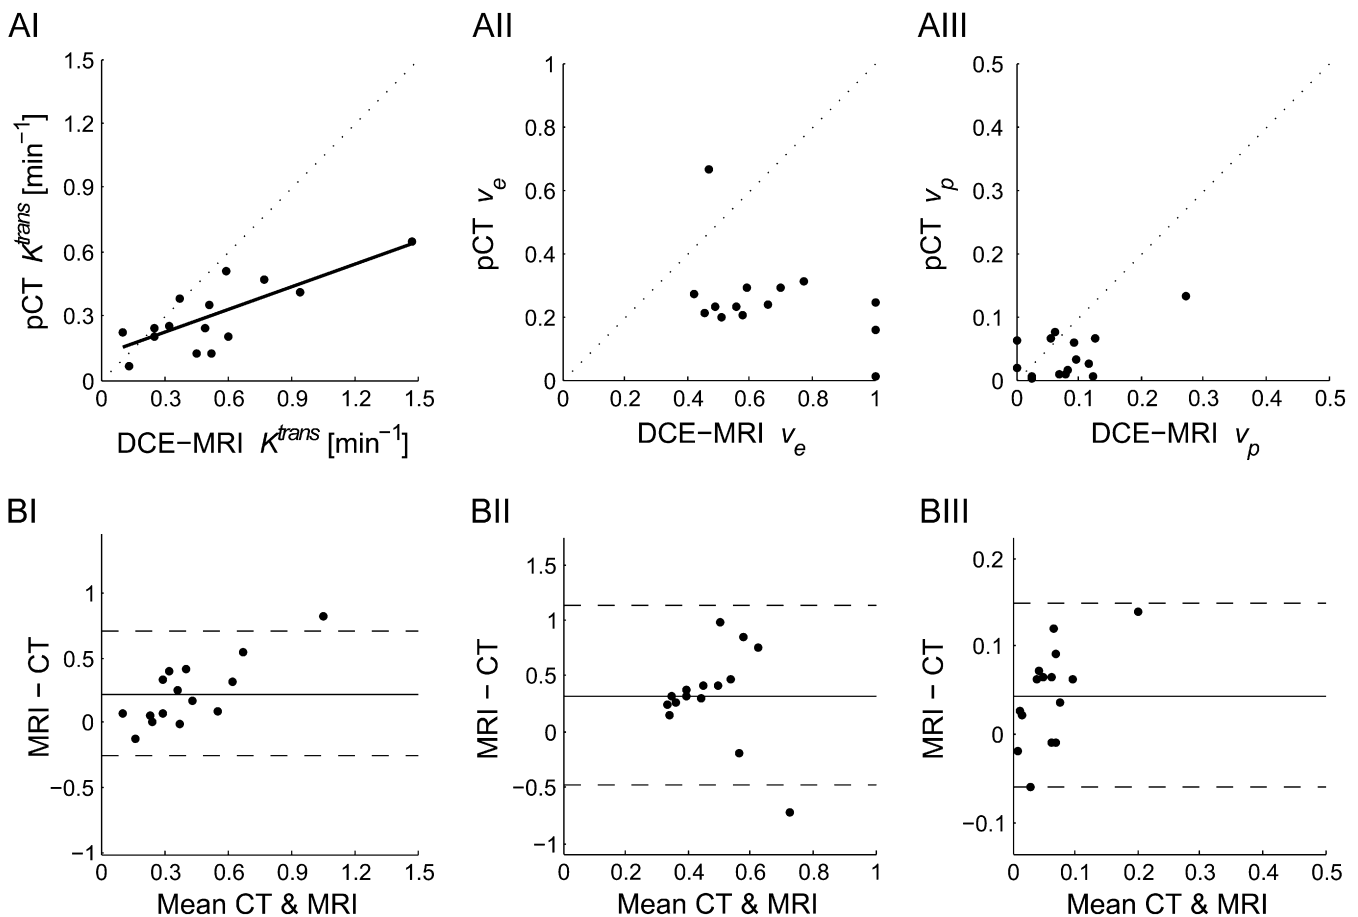 AI
AII
AIII
1.5
1.2
0.9
0.6
0.3
0
pCT Ktrans [min−1]
0 0.3 0.6 0.9 1.2 1.5
DCE−MRI Ktrans [min−1]
1
0.8
0.6
0.4
0.2
0
pCT ve
0 0.2 0.4 0.6 0.8 1
DCE−MRI ve
0.5
0.4
0.3
0.2
0.1
0
pCT vp
0 0.1 0.2 0.3 0.4 0.5
DCE−MRI vp
BI
BII
BIII
1
0.5
0
−0.5
−1
MRI − CT
0 0.3 0.6 0.9 1.2 1.5
Mean CT & MRI
1.5
1
0.5
0
−0.5
−1
MRI − CT
0 0.2 0.4 0.6 0.8 1
Mean CT & MRI
0.2
0.1
0
−0.1
MRI − CT
0 0.1 0.2 0.3 0.4 0.5
Mean CT & MRI